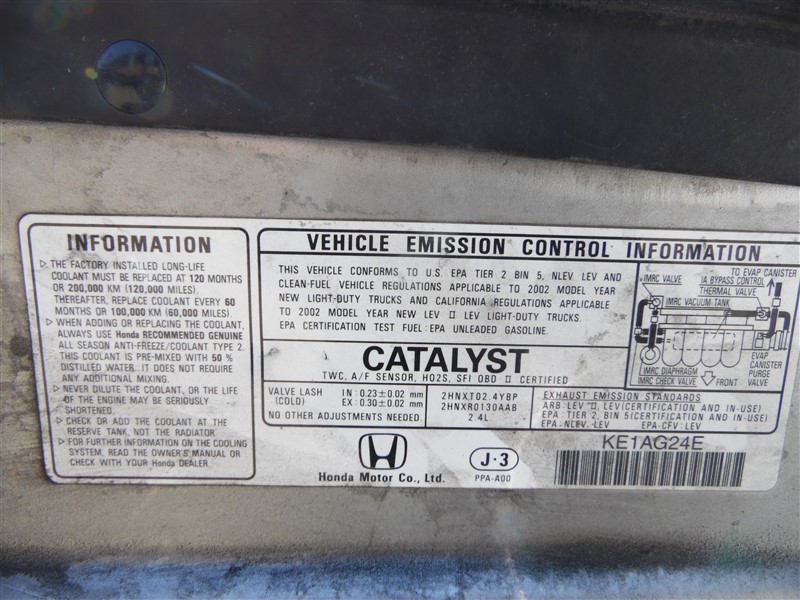 INFORMATION
▷ THE FACTORY INSTALLED LONG-LIFE
COOLANT MUST BE REPLACED AT 120 MONTHS
OR 200,000 KM (120,000 MILES).
THEREAFTER, REPLACE COOLANT EVERY 60
MONTHS OR 100,000 KM (60,000 MILES).
▷ WHEN ADDING OR REPLACING THE COOLANT,
ALWAYS USE Honda RECOMMENDED GENUINE
ALL SEASON ANTI-FREEZE/COOLANT TYPE 2.
THIS COOLANT IS PRE-MIXED WITH 50 %
DISTILLED WATER. IT DOES NOT REQUIRE
ANY ADDITIONAL MIXING.
▷ NEVER DILUTE THE COOLANT, OR THE LIFE
OF THE ENGINE MAY BE SERIOUSLY
SHORTENED.
▷ CHECK OR ADD THE COOLANT AT THE
RESERVE TANK, NOT THE RADIATOR.
▷ FOR FURTHER INFORMATION ON THE COOLING
SYSTEM, READ THE OWNER'S MANUAL OR
CHECK WITH YOUR Honda DEALER.
VEHICLE EMISSION CONTROL INFORMATION
THIS VEHICLE CONFORMS TO U.S. EPA TIER 2 BIN 5, NLEV LEV AND
CLEAN-FUEL VEHICLE REGULATIONS APPLICABLE TO 2002 MODEL YEAR
NEW LIGHT-DUTY TRUCKS AND CALIFORNIA REGULATIONS APPLICABLE
TO 2002 MODEL YEAR NEW LEV Ⅱ LEV LIGHT-DUTY TRUCKS.
EPA CERTIFICATION TEST FUEL: EPA UNLEADED GASOLINE.
CATALYST
TWC, A/F SENSOR, HO2S, SFI OBD Ⅱ CERTIFIED
TO EVAP CANISTER
IMRC VALVE
IA BYPASS CONTROL
THERMAL VALVE
IMRC VACUUM TANK
EVAP
CANISTER
PURGE
VALVE
IMRC DIAPHRAGM
IMRC CHECK VALVE
FRONT
VALVE LASH
(COLD)
IN : 0.23±0.02 mm
EX : 0.30±0.02 mm
NO OTHER ADJUSTMENTS NEEDED
2HNXT02.4YBP
2HNXR0130AAB
2.4L
EXHAUST EMISSION STANDARDS
ARB: LEV Ⅱ, LEV(CERTIFICATION/IN-USE)
EPA: TIER 2, BIN 5(CERTIFICATION/IN-USE)
EPA-NLEV: LEV EPA-CFV: LEV
Honda Motor Co., Ltd.
J·3
PPA-A00
KE1AG24E